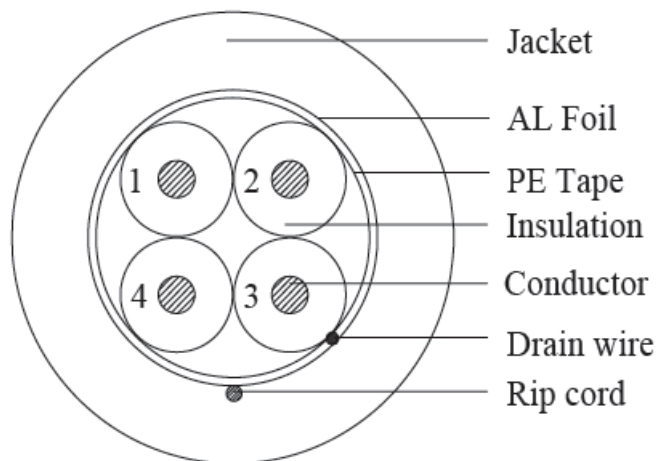 Jacket
AL Foil
1 2
PE Tape
Insulation
4 3
Conductor
Drain wire
Rip cord